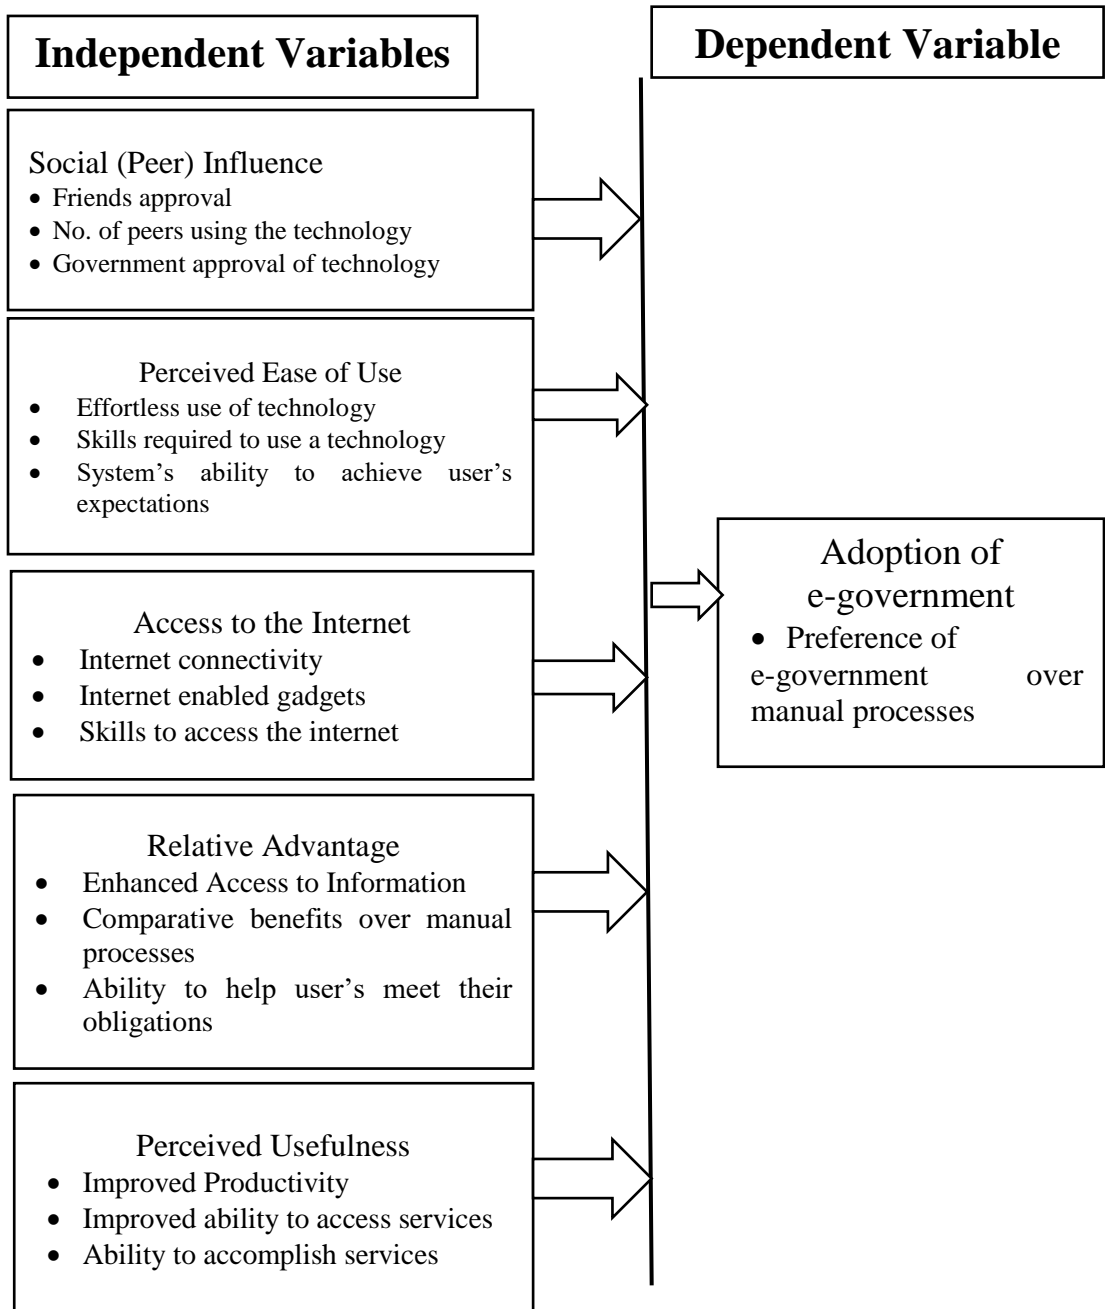 Independent Variables
Dependent Variable
Social (Peer) Influence
• Friends approval
• No. of peers using the technology
• Government approval of technology
Perceived Ease of Use
• Effortless use of technology
• Skills required to use a technology
• System’s ability to achieve user’s
expectations
Access to the Internet
• Internet connectivity
• Internet enabled gadgets
• Skills to access the internet
Relative Advantage
• Enhanced Access to Information
• Comparative benefits over manual
processes
• Ability to help user’s meet their
obligations
Perceived Usefulness
• Improved Productivity
• Improved ability to access services
• Ability to accomplish services
Adoption of
e-government
• Preference of
e-government over
manual processes